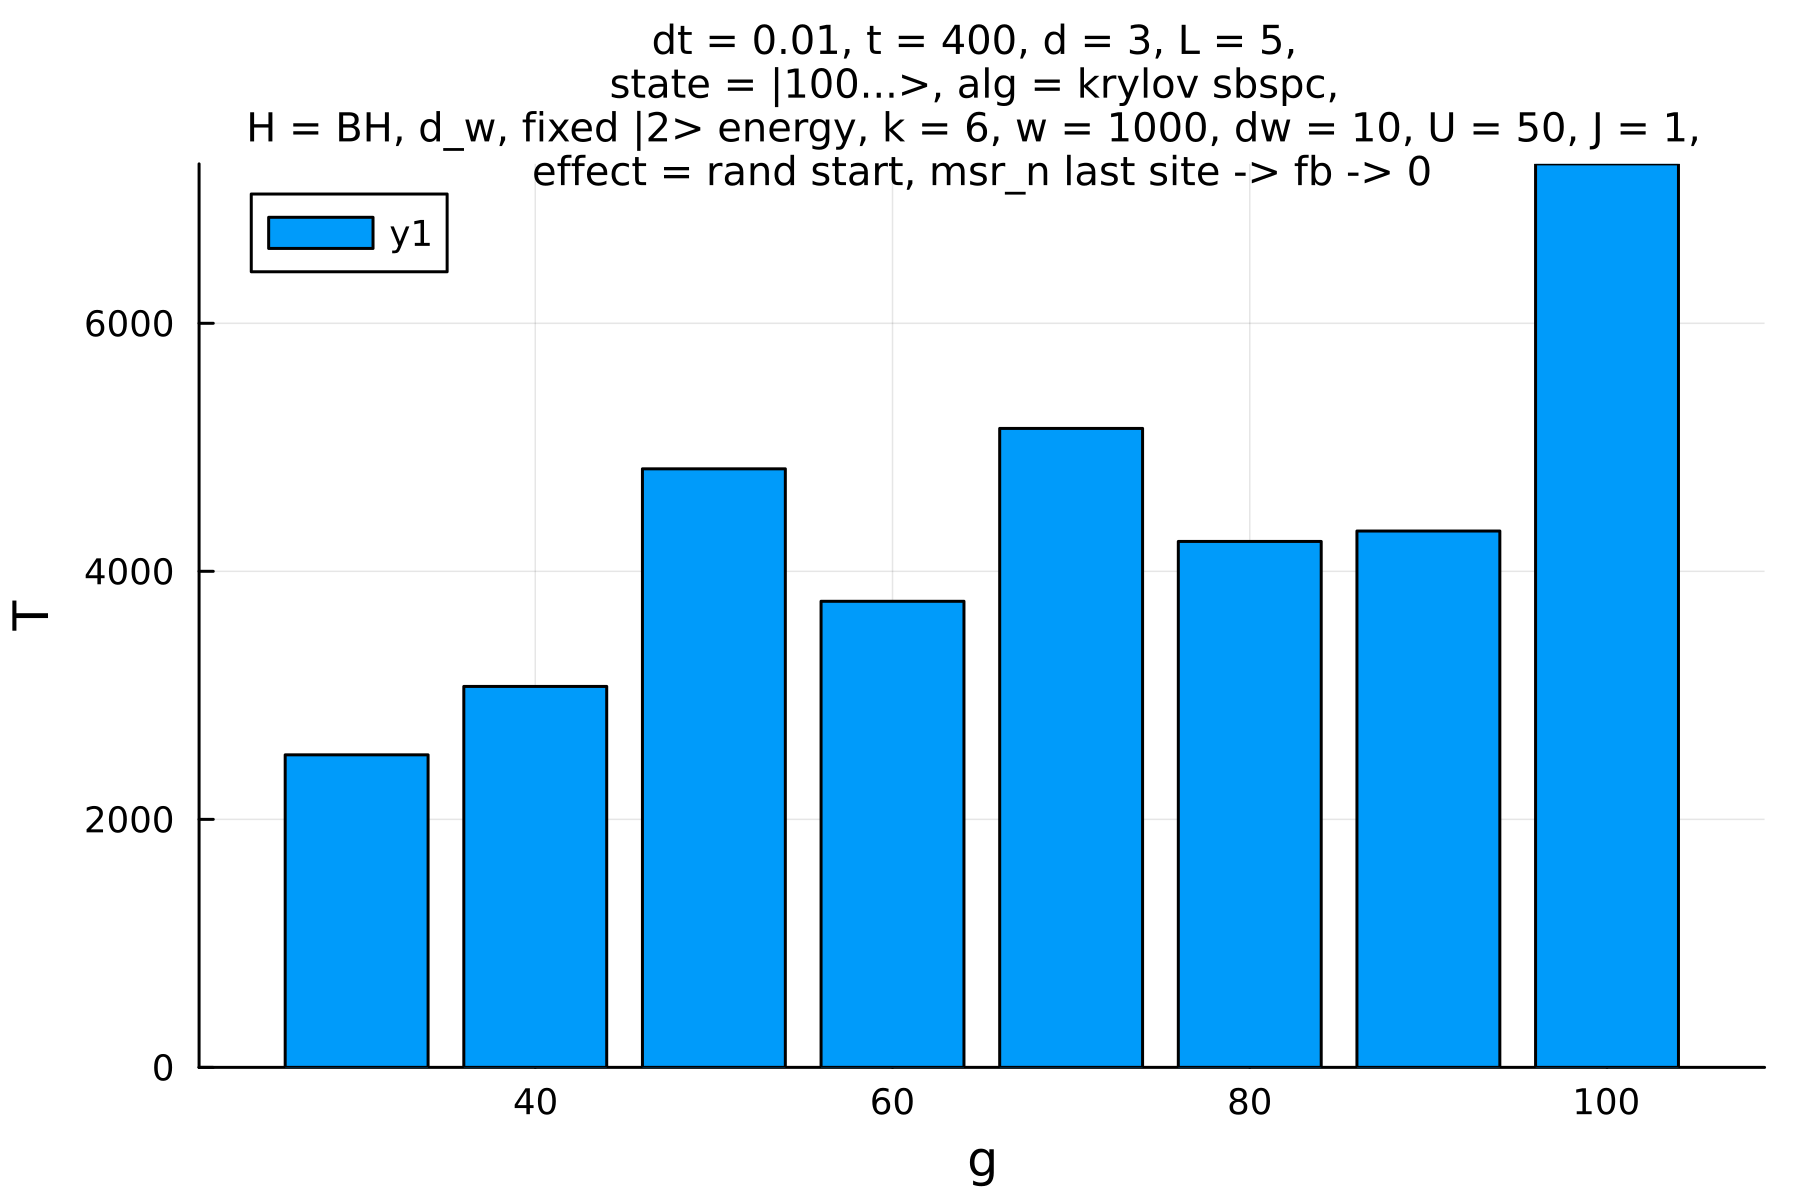 dt = 0.01, t = 400, d = 3, L = 5,
state = |100...>, alg = krylov sbspc,
H = BH, d_w, fixed |2> energy, k = 6, w = 1000, dw = 10, U = 50, J = 1,
effect = rand start, msr_n last site -> fb -> 0
y1
6000
4000
2000
0
T
40 60 80 100
g